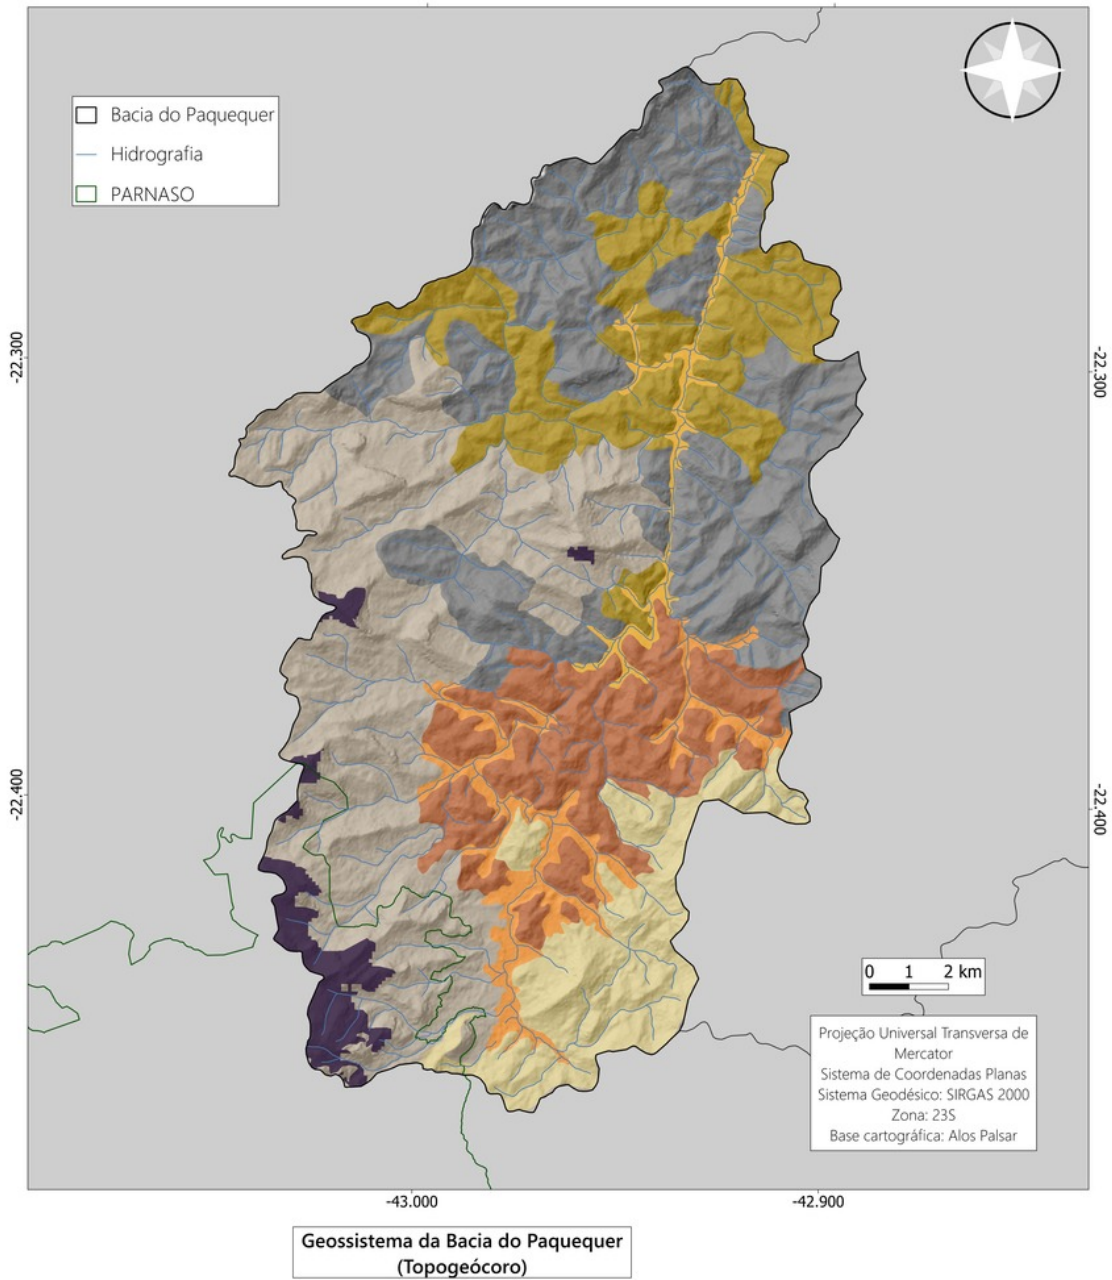 Bacia do Paquequer
Hidrografia
PARNASO
-22.300
-22.300
-22.400
-22.400
0 1 2 km
Projeção Universal Transversa de
Mercator
Sistema de Coordenadas Planas
Sistema Geodésico: SIRGAS 2000
Zona: 23S
Base cartográfica: Alos Palsar
-43.000
-42.900
Geossistema da Bacia do Paquequer
(Topogeócoro)